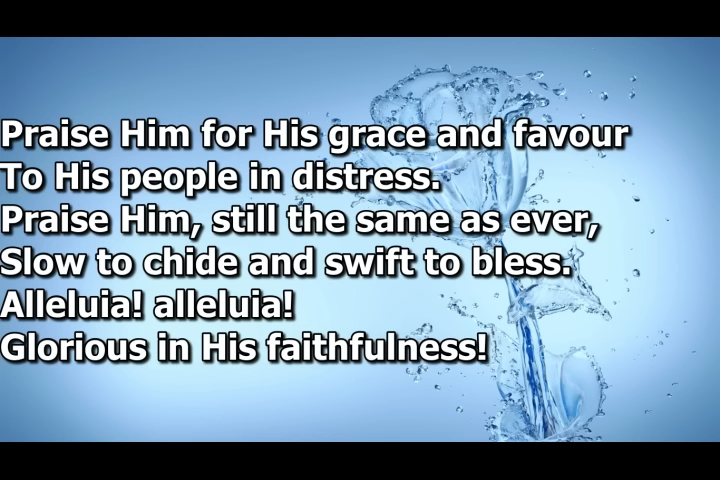 Praise Him for His grace and favour
To His people in distress.
Praise Him, still the same as ever,
Slow to chide and swift to bless.
Alleluia! alleluia!
Glorious in His faithfulness!